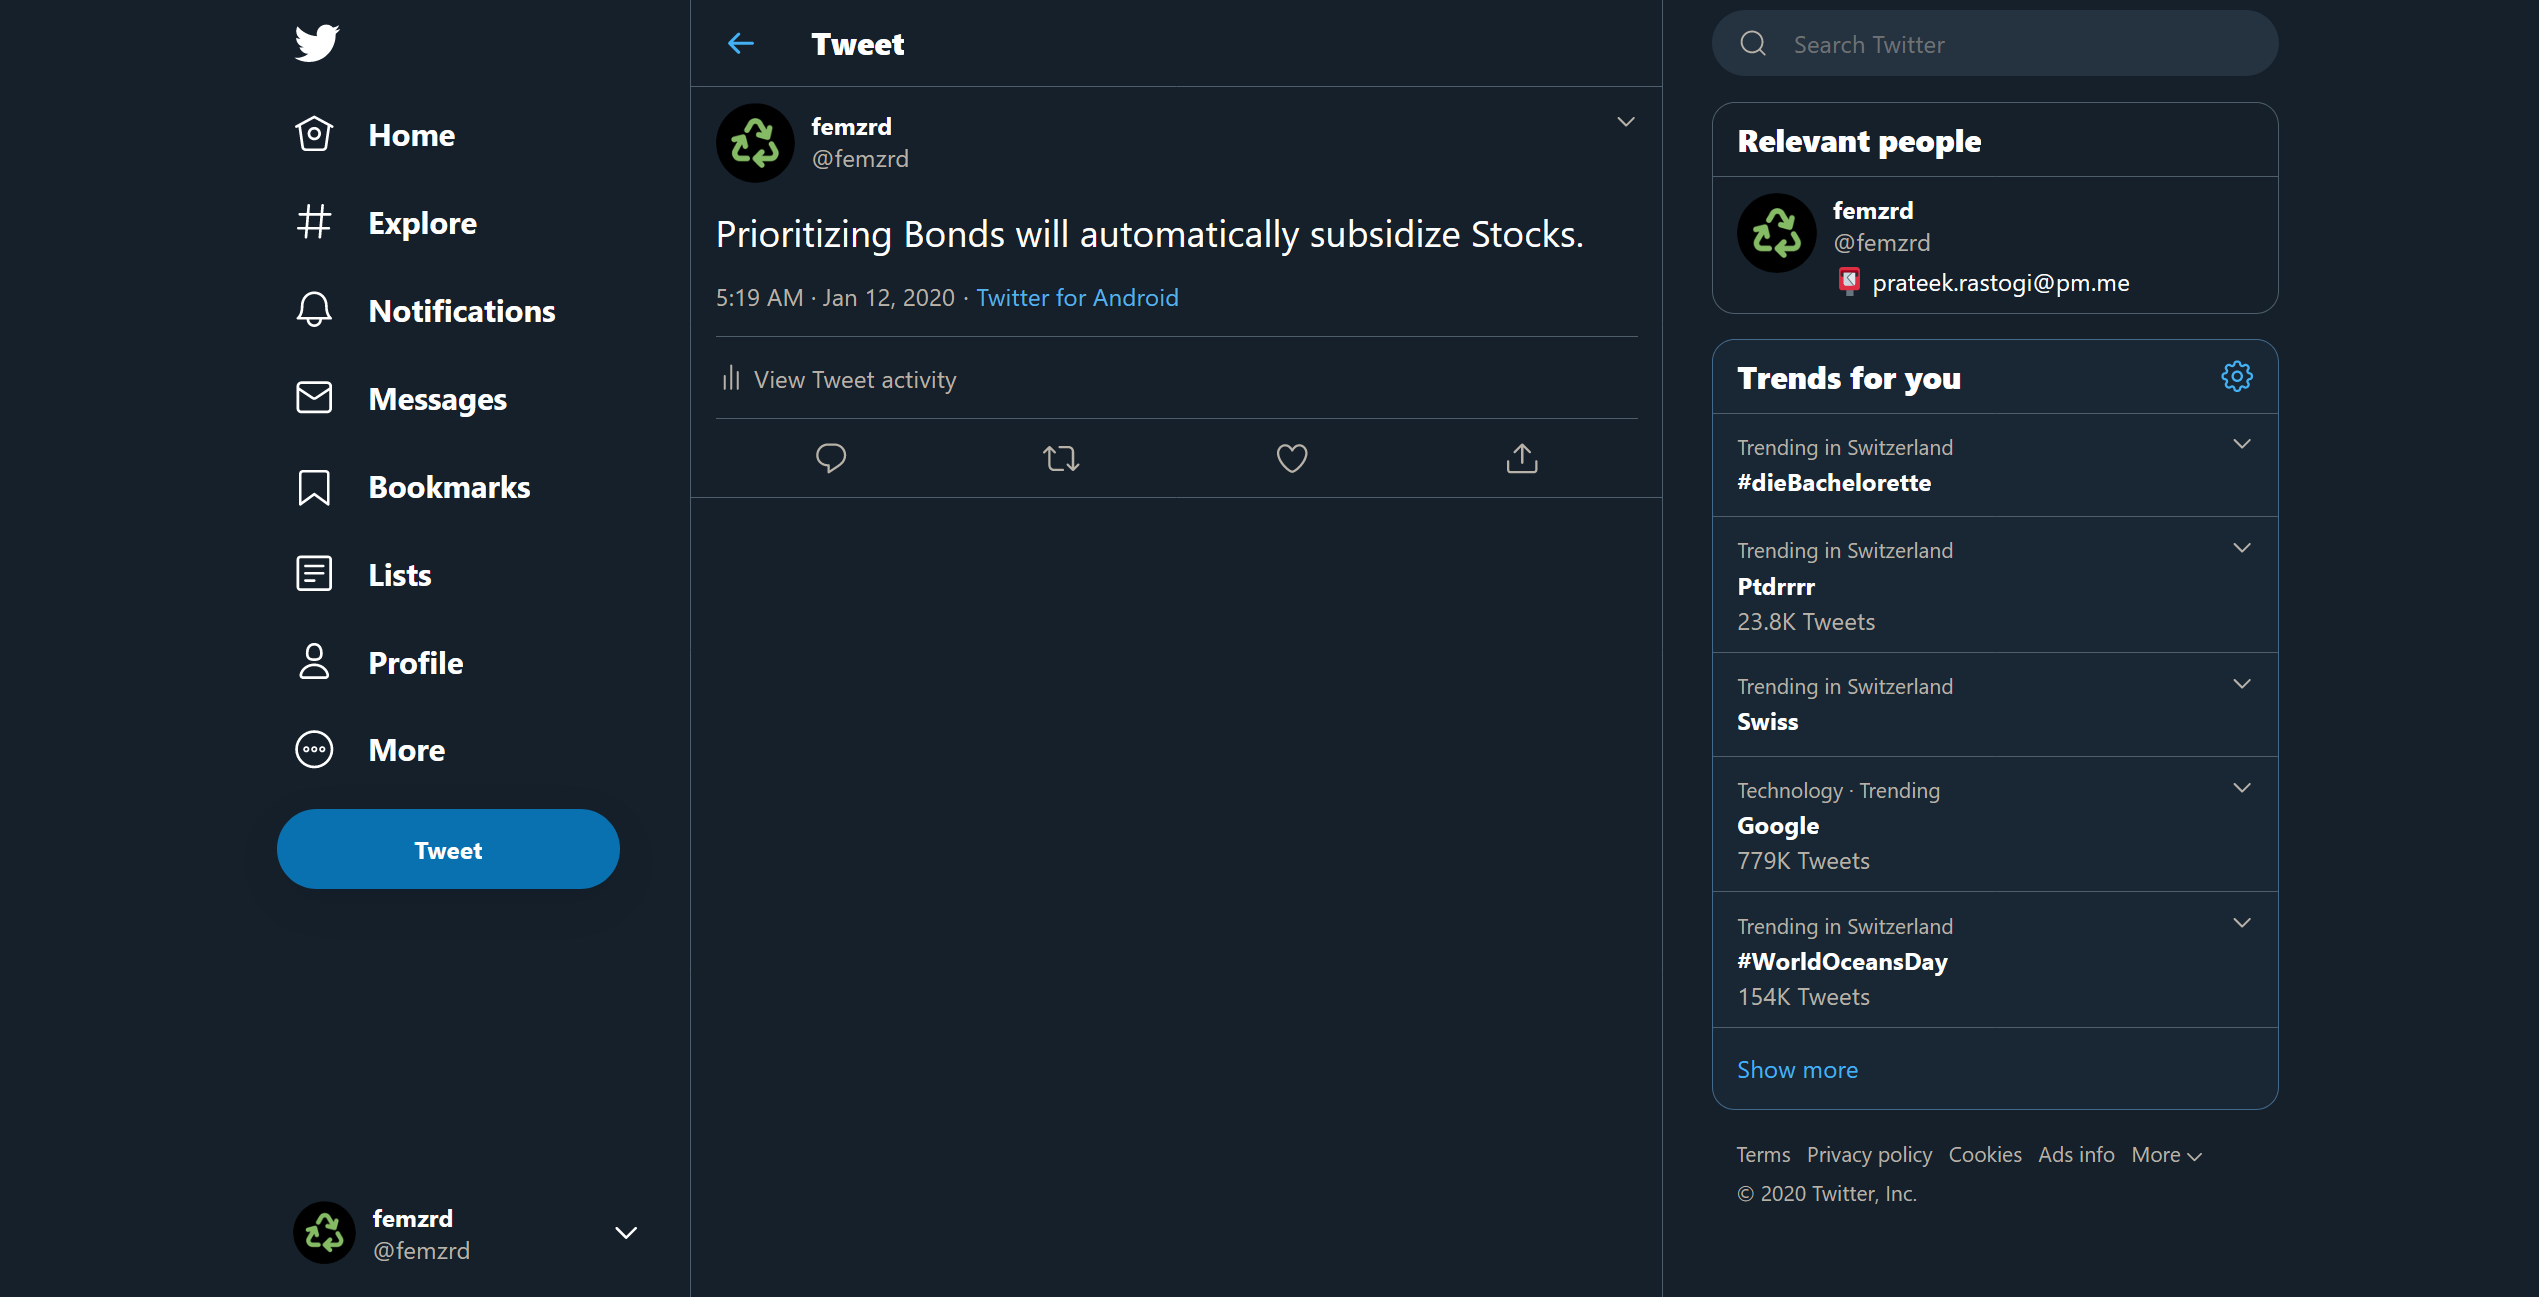 Home
Explore
Notifications
Messages
Bookmarks
Lists
Profile
More
Tweet
femzrd
@femzrd
Tweet
femzrd
@femzrd
Prioritizing Bonds will automatically subsidize Stocks.
5:19 AM · Jan 12, 2020 · Twitter for Android
View Tweet activity
Search Twitter
Relevant people
femzrd
@femzrd
prateek.rastogi@pm.me
Trends for you
Trending in Switzerland
#dieBachelorette
Trending in Switzerland
Ptdrrrr
23.8K Tweets
Trending in Switzerland
Swiss
Technology · Trending
Google
779K Tweets
Trending in Switzerland
#WorldOceansDay
154K Tweets
Show more
Terms Privacy policy Cookies Ads info More
© 2020 Twitter, Inc.